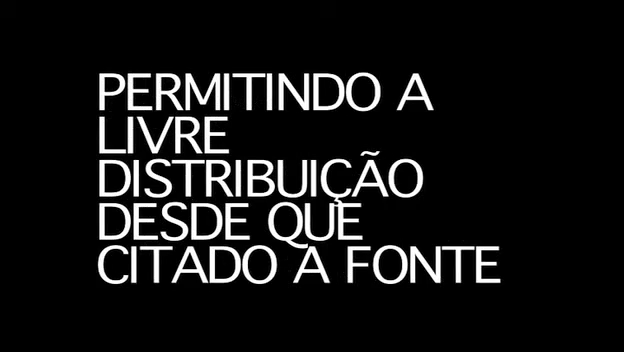 PERMITINDO A
LIVRE
DISTRIBUIÇÃO
DESDE QUE
CITADO A FONTE